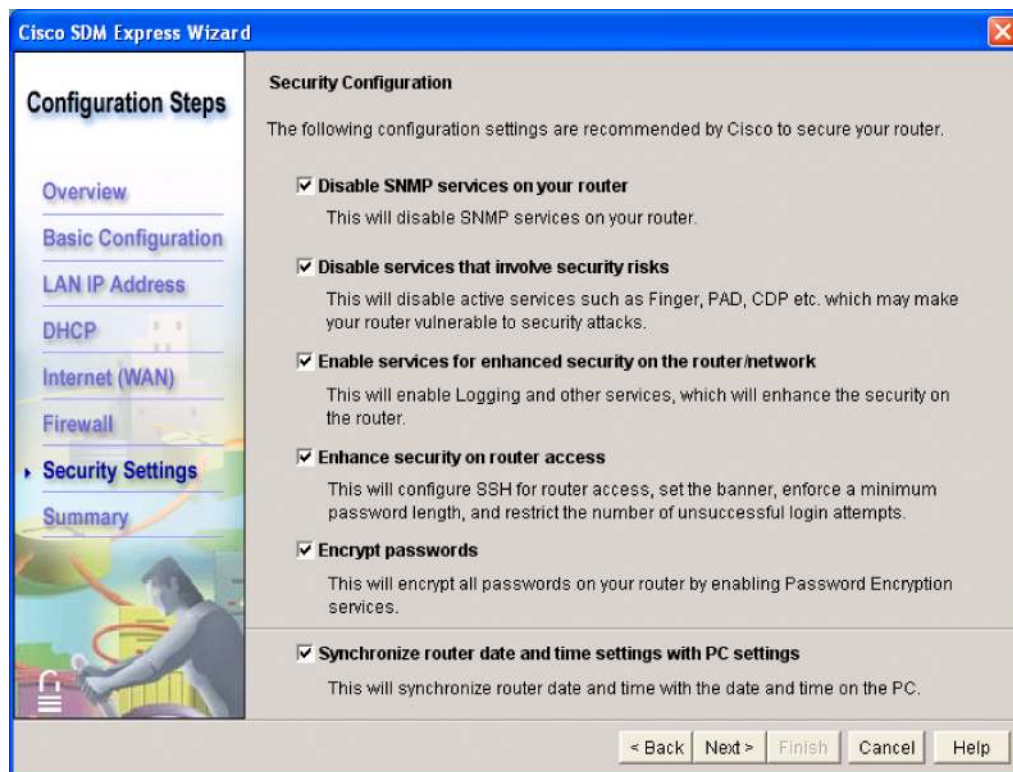 Cisco SDM Express Wizard
Configuration Steps
Overview
Basic Configuration
LAN IP Address
DHCP
Internet (WAN)
Firewall
Security Settings
Summary
Security Configuration
The following configuration settings are recommended by Cisco to secure your router.
Disable SNMP services on your router
This will disable SNMP services on your router.
Disable services that involve security risks
This will disable active services such as Finger, PAD, CDP etc. which may make
your router vulnerable to security attacks.
Enable services for enhanced security on the router/network
This will enable Logging and other services, which will enhance the security on
the router.
Enhance security on router access
This will configure SSH for router access, set the banner, enforce a minimum
password length, and restrict the number of unsuccessful login attempts.
Encrypt passwords
This will encrypt all passwords on your router by enabling Password Encryption
services.
Synchronize router date and time settings with PC settings
This will synchronize router date and time with the date and time on the PC.
< Back Next > Finish Cancel Help